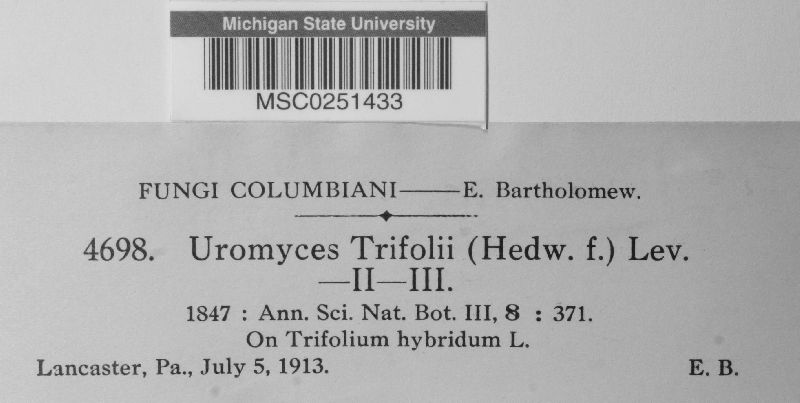 Michigan State University
MSC0251433
FUNGI COLUMBIANI——E. Bartholomew.
4698. Uromyces Trifolii (Hedw. f.) Lev.
—II—III.
1847 : Ann. Sci. Nat. Bot. III, 8 : 371.
On Trifolium hybridum L.
Lancaster, Pa., July 5, 1913. E. B.